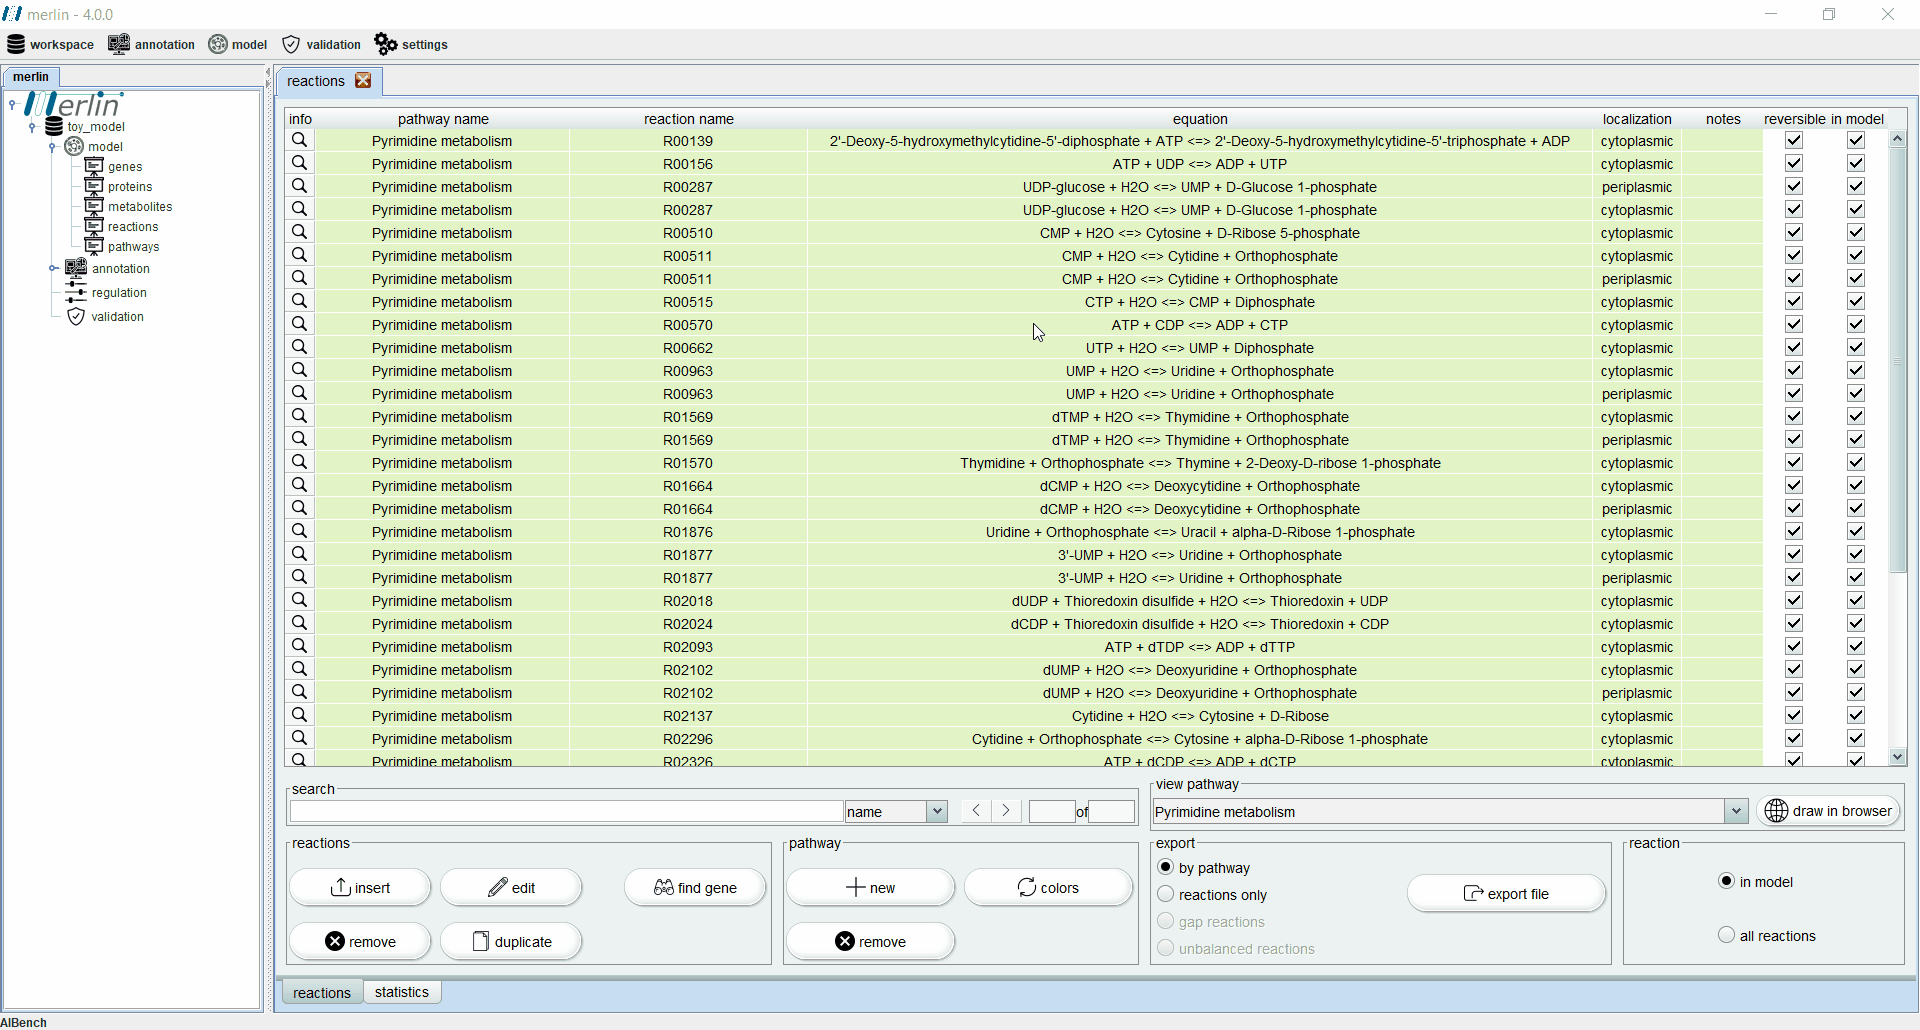 merlin - 4.0.0
workspace annotation model validation settings
merlin
merlin
toy_model
model
genes
proteins
metabolites
reactions
pathways
annotation
regulation
validation
reactions
info pathway name reaction name equation localization notes reversible in model
Pyrimidine metabolism R00139 2'-Deoxy-5-hydroxymethylcytidine-5'-diphosphate + ATP <=> 2'-Deoxy-5-hydroxymethylcytidine-5'-triphosphate + ADP cytoplasmic
Pyrimidine metabolism R00156 ATP + UDP <=> ADP + UTP cytoplasmic
Pyrimidine metabolism R00287 UDP-glucose + H2O <=> UMP + D-Glucose 1-phosphate periplasmic
Pyrimidine metabolism R00287 UDP-glucose + H2O <=> UMP + D-Glucose 1-phosphate cytoplasmic
Pyrimidine metabolism R00510 CMP + H2O <=> Cytosine + D-Ribose 5-phosphate cytoplasmic
Pyrimidine metabolism R00511 CMP + H2O <=> Cytidine + Orthophosphate cytoplasmic
Pyrimidine metabolism R00511 CMP + H2O <=> Cytidine + Orthophosphate periplasmic
Pyrimidine metabolism R00515 CTP + H2O <=> CMP + Diphosphate cytoplasmic
Pyrimidine metabolism R00570 ATP + CDP <=> ADP + CTP cytoplasmic
Pyrimidine metabolism R00662 UTP + H2O <=> UMP + Diphosphate cytoplasmic
Pyrimidine metabolism R00963 UMP + H2O <=> Uridine + Orthophosphate cytoplasmic
Pyrimidine metabolism R00963 UMP + H2O <=> Uridine + Orthophosphate periplasmic
Pyrimidine metabolism R01569 dTMP + H2O <=> Thymidine + Orthophosphate cytoplasmic
Pyrimidine metabolism R01569 dTMP + H2O <=> Thymidine + Orthophosphate periplasmic
Pyrimidine metabolism R01570 Thymidine + Orthophosphate <=> Thymine + 2-Deoxy-D-ribose 1-phosphate cytoplasmic
Pyrimidine metabolism R01664 dCMP + H2O <=> Deoxycytidine + Orthophosphate cytoplasmic
Pyrimidine metabolism R01664 dCMP + H2O <=> Deoxycytidine + Orthophosphate periplasmic
Pyrimidine metabolism R01876 Uridine + Orthophosphate <=> Uracil + alpha-D-Ribose 1-phosphate cytoplasmic
Pyrimidine metabolism R01877 3'-UMP + H2O <=> Uridine + Orthophosphate cytoplasmic
Pyrimidine metabolism R01877 3'-UMP + H2O <=> Uridine + Orthophosphate periplasmic
Pyrimidine metabolism R02018 dUDP + Thioredoxin disulfide + H2O <=> Thioredoxin + UDP cytoplasmic
Pyrimidine metabolism R02024 dCDP + Thioredoxin disulfide + H2O <=> Thioredoxin + CDP cytoplasmic
Pyrimidine metabolism R02093 ATP + dTDP <=> ADP + dTTP cytoplasmic
Pyrimidine metabolism R02102 dUMP + H2O <=> Deoxyuridine + Orthophosphate cytoplasmic
Pyrimidine metabolism R02102 dUMP + H2O <=> Deoxyuridine + Orthophosphate periplasmic
Pyrimidine metabolism R02137 Cytidine + H2O <=> Cytosine + D-Ribose cytoplasmic
Pyrimidine metabolism R02296 Cytidine + Orthophosphate <=> Cytosine + alpha-D-Ribose 1-phosphate cytoplasmic
Pyrimidine metabolism R02326 ATP + dCDP <=> ADP + dCTP cytoplasmic
search
name of
view pathway
Pyrimidine metabolism draw in browser
reactions
insert edit find gene
remove duplicate
pathway
new colors
remove
export
by pathway
reactions only
gap reactions
unbalanced reactions
export file
reaction
in model
all reactions
reactions statistics
AIBench